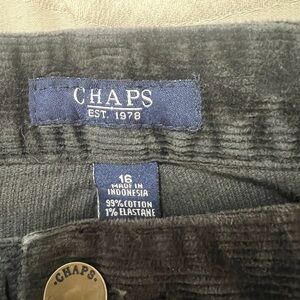 CHAPS
EST. 1978
16
MADE IN
INDONESIA
99% COTTON
1% ELASTANE
·CHAPS·